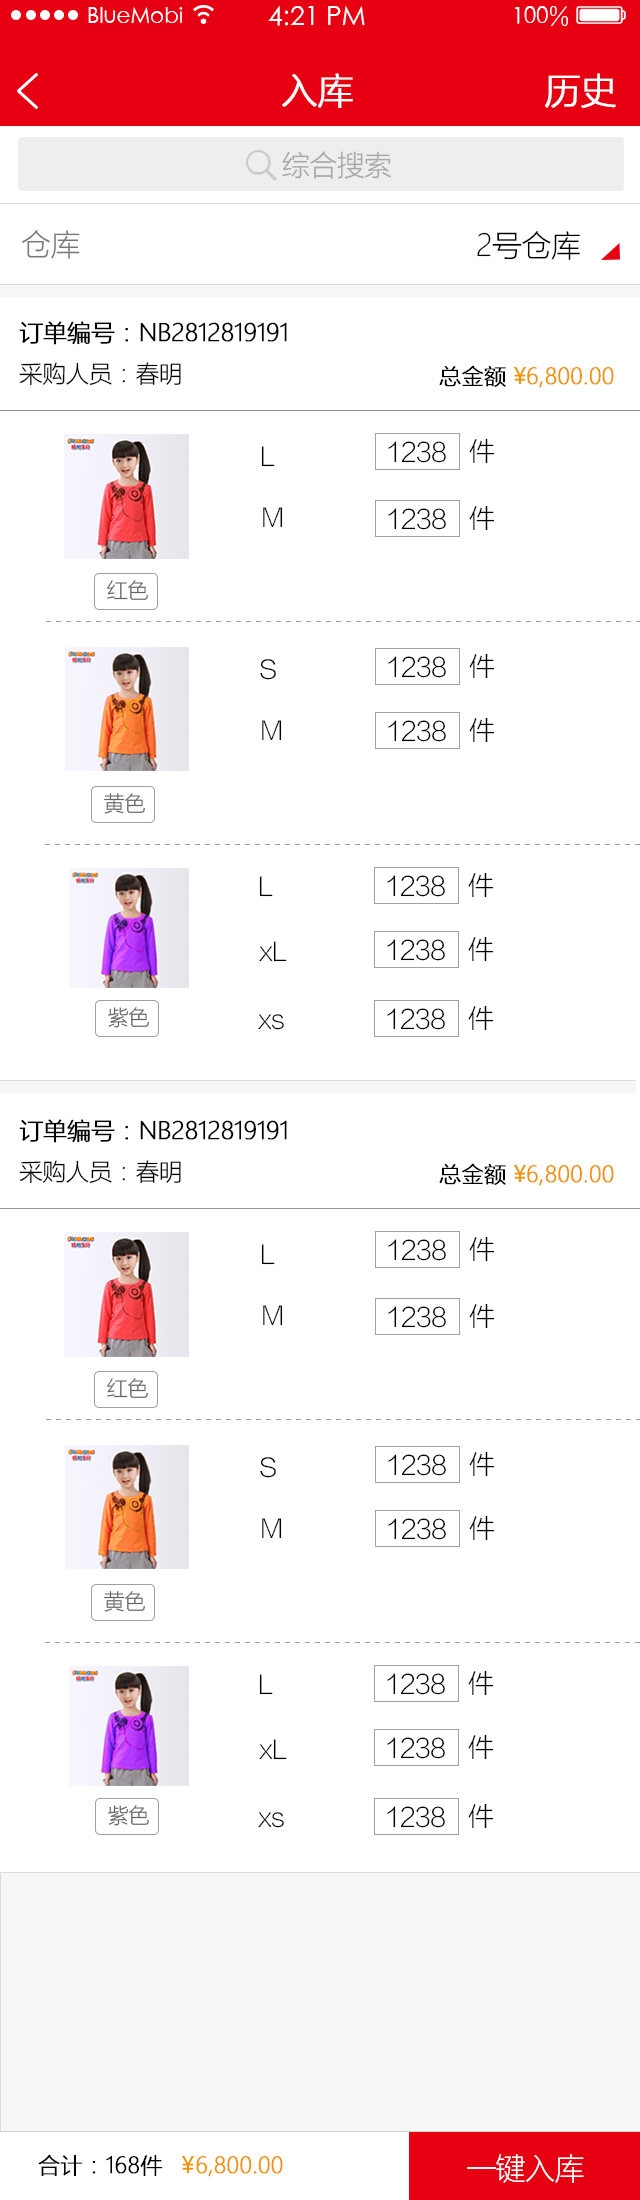 BlueMobi 4:21 PM 100%
入库 历史
综合搜索
仓库 2号仓库
订单编号：NB2812819191
采购人员：春明 总金额 ¥6,800.00
L 1238 件
M 1238 件
红色
S 1238 件
M 1238 件
黄色
L 1238 件
xL 1238 件
紫色
xs 1238 件
订单编号：NB2812819191
采购人员：春明 总金额 ¥6,800.00
L 1238 件
M 1238 件
红色
S 1238 件
M 1238 件
黄色
L 1238 件
xL 1238 件
紫色
xs 1238 件
合计：168件 ¥6,800.00 一键入库